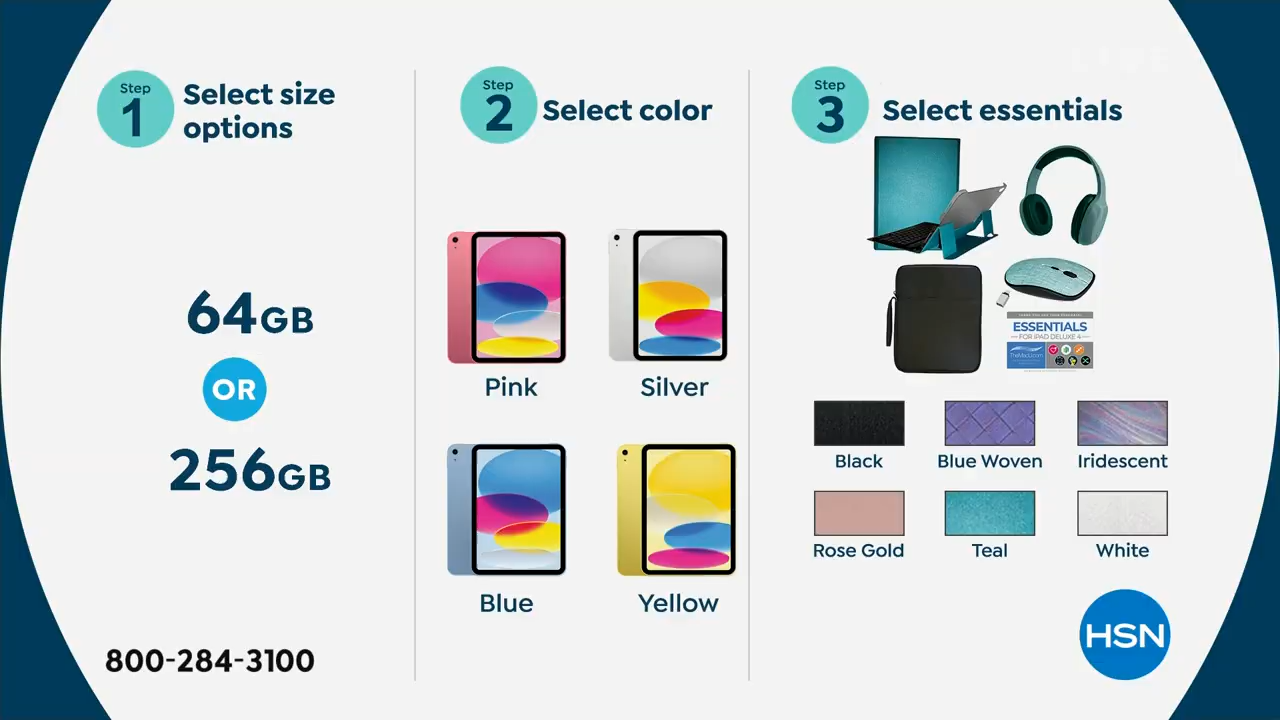 Step
1
Select size
options
64GB
OR
256GB
800-284-3100
Step
2
Select color
Pink
Silver
Blue
Yellow
Step
3
Select essentials
ESSENTIALS
FOR iPAD DELUXE 4
Black
Blue Woven
Iridescent
Rose Gold
Teal
White
HSN